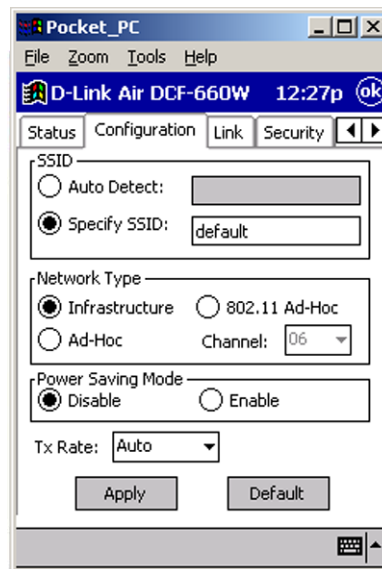 Pocket_PC
File Zoom Tools Help
D-Link Air DCF-660W 12:27p ok
Status Configuration Link Security
SSID
Auto Detect:
Specify SSID: default
Network Type
Infrastructure 802.11 Ad-Hoc
Ad-Hoc Channel: 06
Power Saving Mode
Disable Enable
Tx Rate: Auto
Apply Default